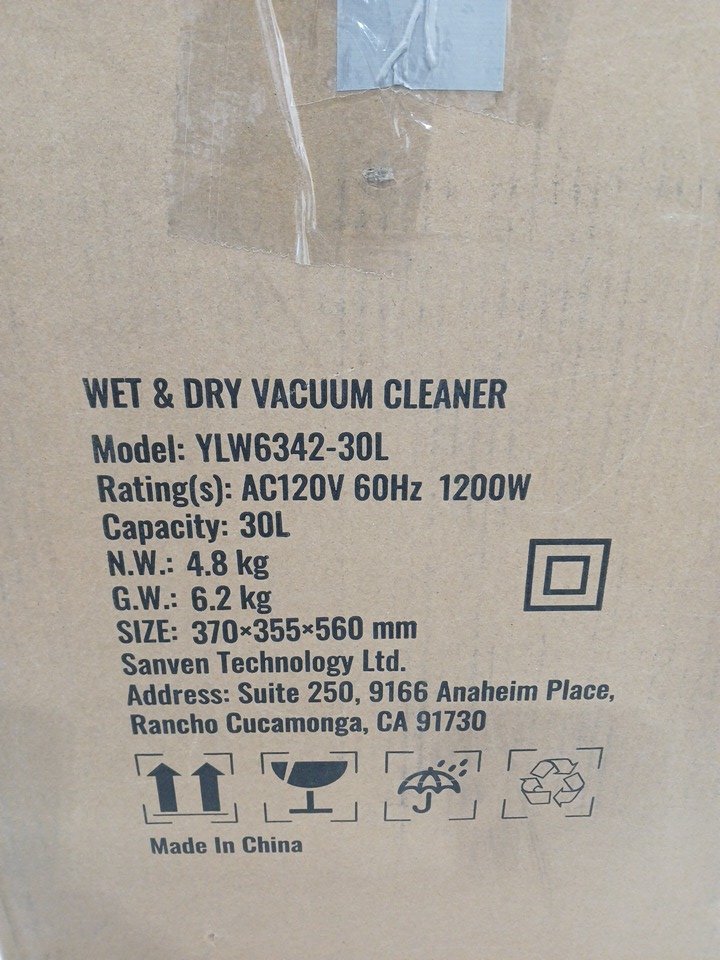 WET & DRY VACUUM CLEANER
Model: YLW6342-30L
Rating(s): AC120V 60Hz 1200W
Capacity: 30L
N.W.: 4.8 kg
G.W.: 6.2 kg
SIZE: 370×355×560 mm
Sanven Technology Ltd.
Address: Suite 250, 9166 Anaheim Place,
Rancho Cucamonga, CA 91730
Made In China